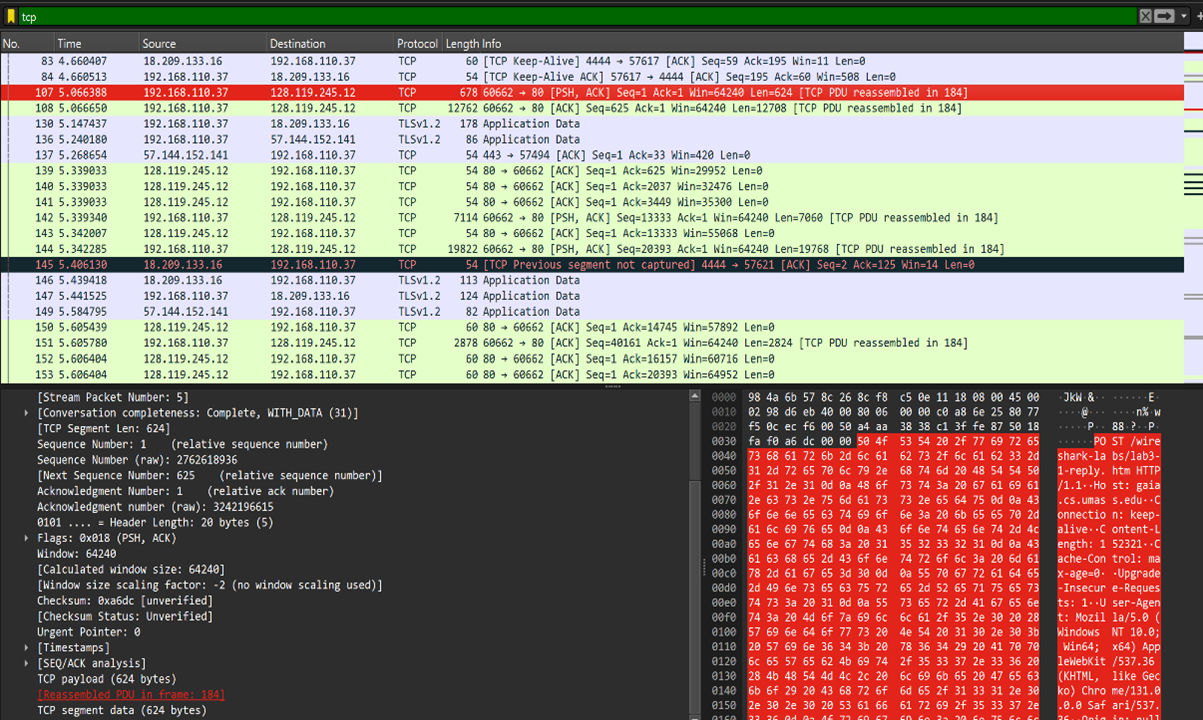 tcp
No. Time Source Destination Protocol Length Info
83 4.660407 18.209.133.16 192.168.110.37 TCP 60 [TCP Keep-Alive] 4444 → 57617 [ACK] Seq=59 Ack=195 Win=11 Len=0
84 4.660513 192.168.110.37 18.209.133.16 TCP 54 [TCP Keep-Alive ACK] 57617 → 4444 [ACK] Seq=195 Ack=60 Win=508 Len=0
107 5.066388 192.168.110.37 128.119.245.12 TCP 678 60662 → 80 [PSH, ACK] Seq=1 Ack=1 Win=64240 Len=624 [TCP PDU reassembled in 184]
108 5.066650 192.168.110.37 128.119.245.12 TCP 12762 60662 → 80 [PSH, ACK] Seq=625 Ack=1 Win=64240 Len=12708 [TCP PDU reassembled in 184]
130 5.147437 192.168.110.37 18.209.133.16 TLSv1.2 178 Application Data
136 5.240180 192.168.110.37 57.144.152.141 TLSv1.2 86 Application Data
137 5.268654 57.144.152.141 192.168.110.37 TCP 54 443 → 57494 [ACK] Seq=1 Ack=33 Win=420 Len=0
139 5.339033 128.119.245.12 192.168.110.37 TCP 54 80 → 60662 [ACK] Seq=1 Ack=625 Win=29952 Len=0
140 5.339033 128.119.245.12 192.168.110.37 TCP 54 80 → 60662 [ACK] Seq=1 Ack=2037 Win=32476 Len=0
141 5.339033 128.119.245.12 192.168.110.37 TCP 54 80 → 60662 [ACK] Seq=1 Ack=3449 Win=35300 Len=0
142 5.339340 192.168.110.37 128.119.245.12 TCP 7114 60662 → 80 [PSH, ACK] Seq=13333 Ack=1 Win=64240 Len=7060 [TCP PDU reassembled in 184]
143 5.342007 128.119.245.12 192.168.110.37 TCP 54 80 → 60662 [ACK] Seq=1 Ack=13333 Win=55068 Len=0
144 5.342285 192.168.110.37 128.119.245.12 TCP 19822 60662 → 80 [PSH, ACK] Seq=20393 Ack=1 Win=64240 Len=19768 [TCP PDU reassembled in 184]
145 5.406130 18.209.133.16 192.168.110.37 TCP 54 [TCP Previous segment not captured] 4444 → 57621 [ACK] Seq=2 Ack=125 Win=14 Len=0
146 5.439418 18.209.133.16 192.168.110.37 TLSv1.2 113 Application Data
147 5.441525 192.168.110.37 18.209.133.16 TLSv1.2 124 Application Data
149 5.584795 57.144.152.141 192.168.110.37 TLSv1.2 82 Application Data
150 5.605439 128.119.245.12 192.168.110.37 TCP 60 80 → 60662 [ACK] Seq=1 Ack=14745 Win=57892 Len=0
151 5.605780 192.168.110.37 128.119.245.12 TCP 2878 60662 → 80 [PSH, ACK] Seq=40161 Ack=1 Win=64240 Len=2824 [TCP PDU reassembled in 184]
152 5.606404 128.119.245.12 192.168.110.37 TCP 60 80 → 60662 [ACK] Seq=1 Ack=16157 Win=60716 Len=0
153 5.606404 128.119.245.12 192.168.110.37 TCP 60 80 → 60662 [ACK] Seq=1 Ack=20393 Win=64952 Len=0
[Stream Packet Number: 5]
[Conversation completeness: Complete, WITH_DATA (31)]
[TCP Segment Len: 624]
Sequence Number: 1 (relative sequence number)
Sequence Number (raw): 2762618936
[Next Sequence Number: 625 (relative sequence number)]
Acknowledgment Number: 1 (relative ack number)
Acknowledgment number (raw): 3242196615
0101 .... = Header Length: 20 bytes (5)
Flags: 0x018 (PSH, ACK)
Window: 64240
[Calculated window size: 64240]
[Window size scaling factor: -2 (no window scaling used)]
Checksum: 0xa6dc [unverified]
[Checksum Status: Unverified]
Urgent Pointer: 0
[Timestamps]
[SEQ/ACK analysis]
TCP payload (624 bytes)
[Reassembled PDU in frame: 184]
TCP segment data (624 bytes)
0000 98 4a 6b 57 8c 26 8c f8 c5 0e 11 18 08 00 45 00 ·JkW·&·· ······E·
0010 02 98 d6 eb 40 00 80 06 00 00 c0 a8 6e 25 80 77 ····@··· ····n%·w
0020 f5 0c ec f6 00 50 a4 aa 38 38 c1 3f fe 87 50 18 ·····P·· 88·?··P·
0030 fa f0 a6 dc 00 00 50 4f 53 54 20 2f 77 69 72 65 ······PO ST /wire
0040 73 68 61 72 6b 2d 6c 61 62 73 2f 6c 61 62 33 2d shark-la bs/lab3-
0050 31 2d 72 65 70 6c 79 2e 68 74 6d 20 48 54 54 50 1-reply. htm HTTP
0060 2f 31 2e 31 0d 0a 48 6f 73 74 3a 20 67 61 69 61 /1.1··Ho st: gaia
0070 2e 63 73 2e 75 6d 61 73 73 2e 65 64 75 0d 0a 43 .cs.umas s.edu··C
0080 6f 6e 6e 65 63 74 69 6f 6e 3a 20 6b 65 65 70 2d onnectio n: keep-
0090 61 6c 69 76 65 0d 0a 43 6f 6e 74 65 6e 74 2d 4c alive··C ontent-L
00a0 65 6e 67 74 68 3a 20 31 35 32 33 32 31 0d 0a 43 ength: 1 52321··C
00b0 61 63 68 65 2d 43 6f 6e 74 72 6f 6c 3a 20 6d 61 ache-Con trol: ma
00c0 78 2d 61 67 65 3d 30 0d 0a 55 70 67 72 61 64 65 x-age=0· ·Upgrade
00d0 2d 49 6e 73 65 63 75 72 65 2d 52 65 71 75 65 73 -Insecur e-Reques
00e0 74 73 3a 20 31 0d 0a 55 73 65 72 2d 41 67 65 6e ts: 1··U ser-Agen
00f0 74 3a 20 4d 6f 7a 69 6c 6c 61 2f 35 2e 30 20 28 t: Mozil la/5.0 (
0100 57 69 6e 64 6f 77 73 20 4e 54 20 31 30 2e 30 3b Windows NT 10.0;
0110 20 57 69 6e 36 34 3b 20 78 36 34 29 20 41 70 70 Win64; x64) App
0120 6c 65 57 65 62 4b 69 74 2f 35 33 37 2e 33 36 20 leWebKit /537.36
0130 28 4b 48 54 4d 4c 2c 20 6c 69 6b 65 20 47 65 63 (KHTML, like Gec
0140 6b 6f 29 20 43 68 72 6f 6d 65 2f 31 33 31 2e 30 ko) Chro me/131.0
0150 2e 30 2e 30 20 53 61 66 61 72 69 2f 35 33 37 2e .0.0 Saf ari/537.